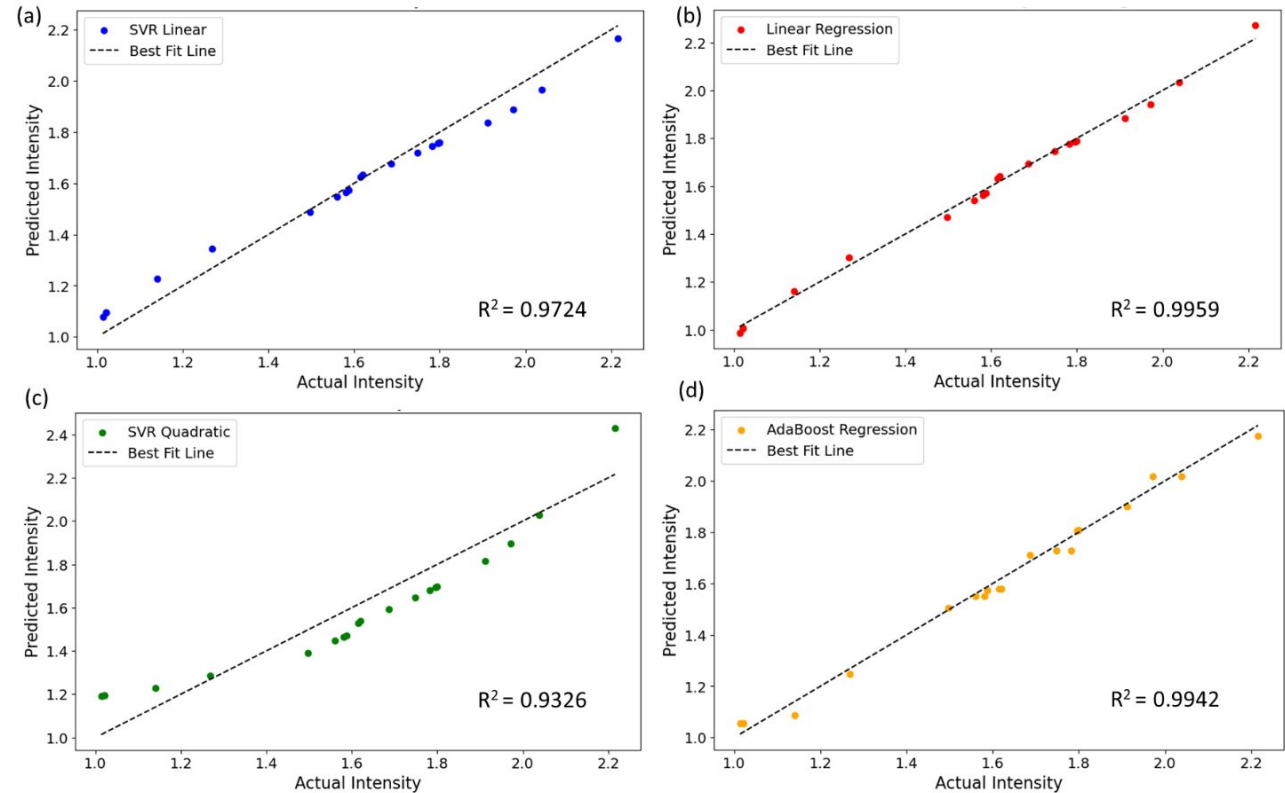 (a)
SVR Linear
Best Fit Line
2.2
2.0
1.8
1.6
1.4
1.2
1.0
Predicted Intensity
R² = 0.9724
1.0 1.2 1.4 1.6 1.8 2.0 2.2
Actual Intensity
(b)
Linear Regression
Best Fit Line
2.2
2.0
1.8
1.6
1.4
1.2
1.0
Predicted Intensity
R² = 0.9959
1.0 1.2 1.4 1.6 1.8 2.0 2.2
Actual Intensity
(c)
SVR Quadratic
Best Fit Line
2.4
2.2
2.0
1.8
1.6
1.4
1.2
1.0
Predicted Intensity
R² = 0.9326
1.0 1.2 1.4 1.6 1.8 2.0 2.2
Actual Intensity
(d)
AdaBoost Regression
Best Fit Line
2.2
2.0
1.8
1.6
1.4
1.2
1.0
Predicted Intensity
R² = 0.9942
1.0 1.2 1.4 1.6 1.8 2.0 2.2
Actual Intensity